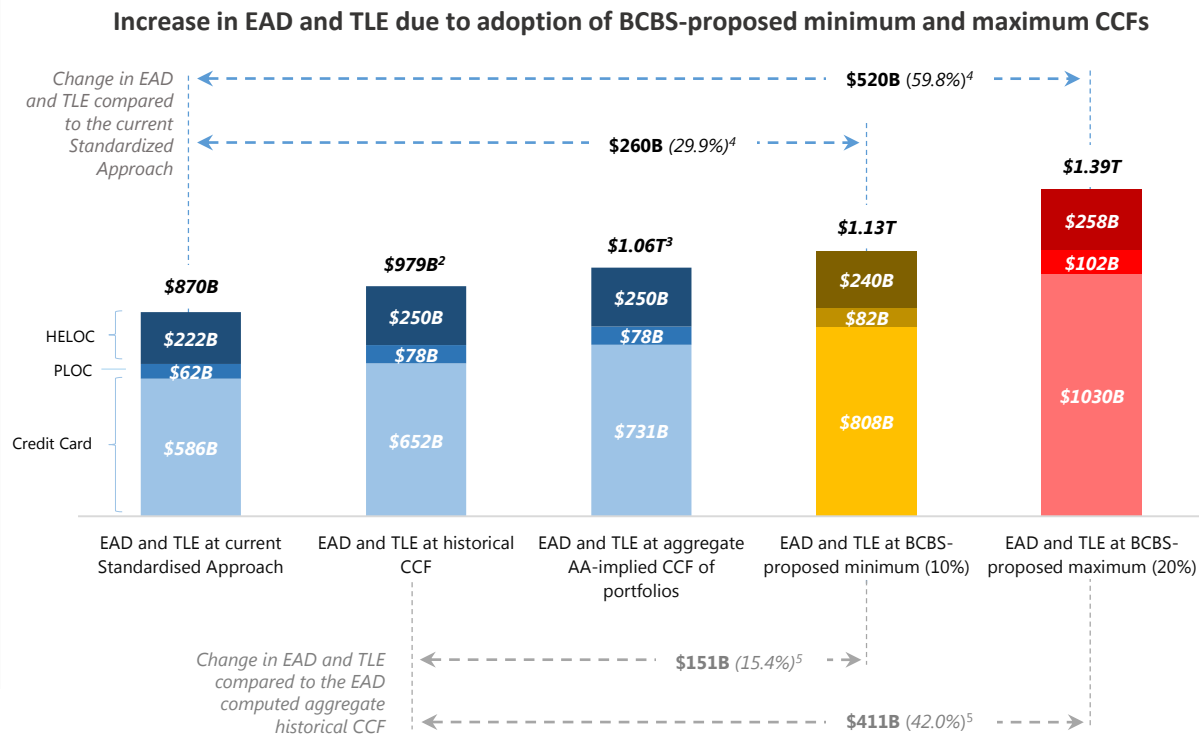 Increase in EAD and TLE due to adoption of BCBS-proposed minimum and maximum CCFs
Change in EAD
and TLE compared
to the current
Standardized
Approach
$520B (59.8%)⁴
$260B (29.9%)⁴
$870B
$979B²
$1.06T³
$1.13T
$1.39T
HELOC
PLOC
Credit Card
$222B
$62B
$586B
$250B
$78B
$652B
$250B
$78B
$731B
$240B
$82B
$808B
$258B
$102B
$1030B
EAD and TLE at current
Standardised Approach
EAD and TLE at historical
CCF
EAD and TLE at aggregate
AA-implied CCF of
portfolios
EAD and TLE at BCBS-
proposed minimum (10%)
EAD and TLE at BCBS-
proposed maximum (20%)
Change in EAD and TLE
compared to the EAD
computed aggregate
historical CCF
$151B (15.4%)⁵
$411B (42.0%)⁵